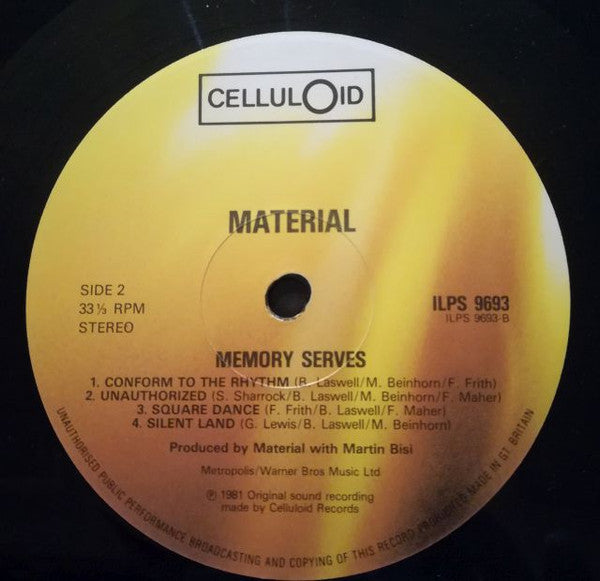 CELLULOID
MATERIAL
SIDE 2
33⅓ RPM
STEREO
ILPS 9693
ILPS 9693-B
MEMORY SERVES
1. CONFORM TO THE RHYTHM (B. Laswell/M. Beinhorn/F. Frith)
2. UNAUTHORIZED (S. Sharrock/B. Laswell/M. Beinhorn/F. Maher)
3. SQUARE DANCE (F. Frith/B. Laswell/F. Maher)
4. SILENT LAND (G. Lewis/B. Laswell/M. Beinhorn)
Produced by Material with Martin Bisi
Metropolis/Warner Bros Music Ltd
℗ 1981 Original sound recording
made by Celluloid Records
UNAUTHORISED PUBLIC PERFORMANCE BROADCASTING AND COPYING OF THIS RECORD PROHIBITED MADE IN GT BRITAIN